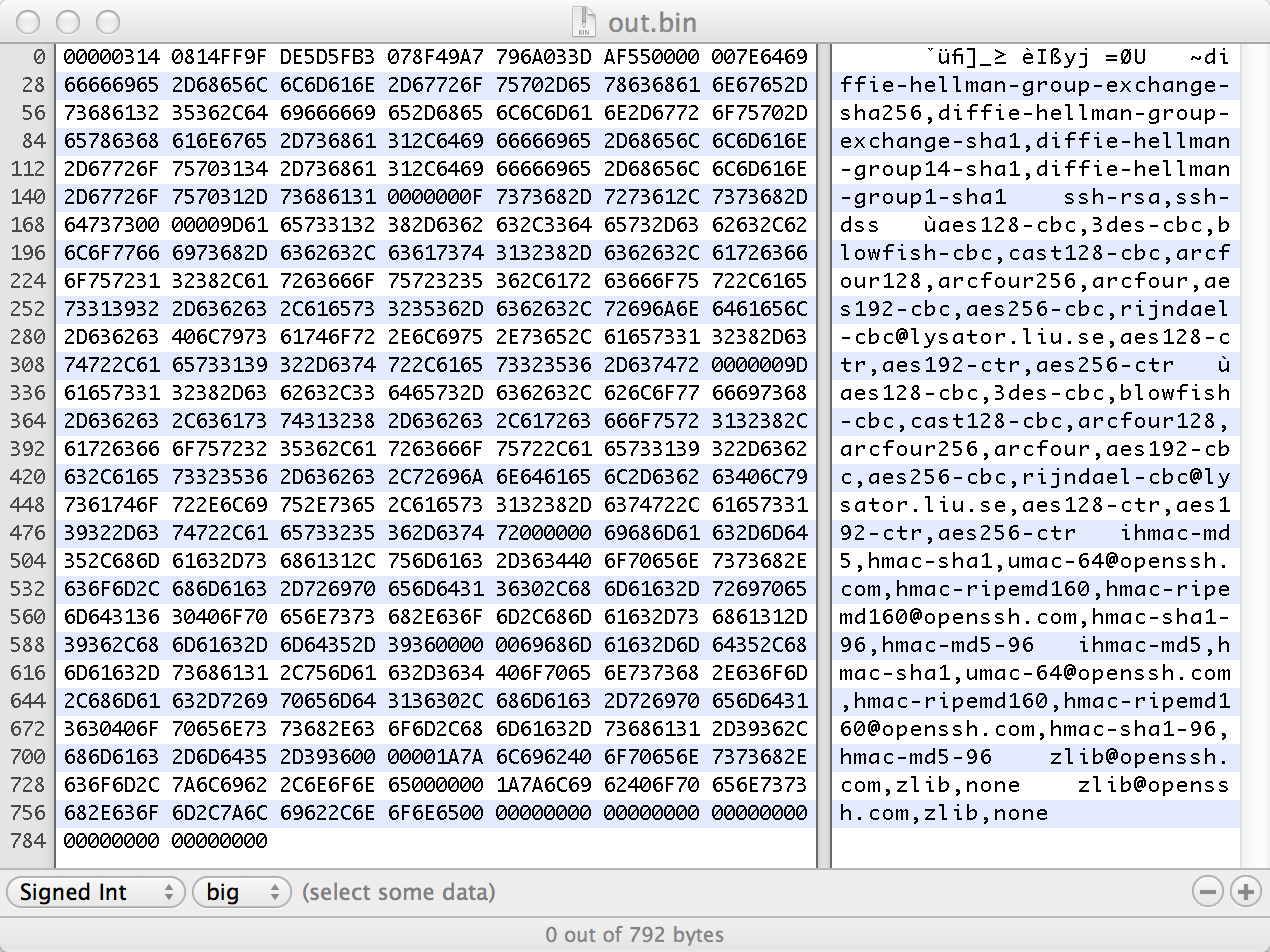 out.bin
0 00000314 0814FF9F DE5D5FB3 078F49A7 796A033D AF550000 007E6469 ˇüﬁ]_≥ èIßyj =ØU ~di
28 66666965 2D68656C 6C6D616E 2D67726F 75702D65 78636861 6E67652D ffie-hellman-group-exchange-
56 73686132 35362C64 69666669 652D6865 6C6C6D61 6E2D6772 6F75702D sha256,diffie-hellman-group-
84 65786368 616E6765 2D736861 312C6469 66666965 2D68656C 6C6D616E exchange-sha1,diffie-hellman
112 2D67726F 75703134 2D736861 312C6469 66666965 2D68656C 6C6D616E -group14-sha1,diffie-hellman
140 2D67726F 7570312D 73686131 0000000F 7373682D 7273612C 7373682D -group1-sha1 ssh-rsa,ssh-
168 64737300 00009D61 65733132 382D6362 632C3364 65732D63 62632C62 dss ùaes128-cbc,3des-cbc,b
196 6C6F7766 6973682D 6362632C 63617374 3132382D 6362632C 61726366 lowfish-cbc,cast128-cbc,arcf
224 6F757231 32382C61 7263666F 75723235 362C6172 63666F75 722C6165 our128,arcfour256,arcfour,ae
252 73313932 2D636263 2C616573 3235362D 6362632C 72696A6E 6461656C s192-cbc,aes256-cbc,rijndael
280 2D636263 406C7973 61746F72 2E6C6975 2E73652C 61657331 32382D63 -cbc@lysator.liu.se,aes128-c
308 74722C61 65733139 322D6374 722C6165 73323536 2D637472 0000009D tr,aes192-ctr,aes256-ctr ù
336 61657331 32382D63 62632C33 6465732D 6362632C 626C6F77 66697368 aes128-cbc,3des-cbc,blowfish
364 2D636263 2C636173 74313238 2D636263 2C617263 666F7572 3132382C -cbc,cast128-cbc,arcfour128,
392 61726366 6F757232 35362C61 7263666F 75722C61 65733139 322D6362 arcfour256,arcfour,aes192-cb
420 632C6165 73323536 2D636263 2C72696A 6E646165 6C2D6362 63406C79 c,aes256-cbc,rijndael-cbc@ly
448 7361746F 722E6C69 752E7365 2C616573 3132382D 6374722C 61657331 sator.liu.se,aes128-ctr,aes1
476 39322D63 74722C61 65733235 362D6374 72000000 69686D61 632D6D64 92-ctr,aes256-ctr ihmac-md
504 352C686D 61632D73 6861312C 756D6163 2D363440 6F70656E 7373682E 5,hmac-sha1,umac-64@openssh.
532 636F6D2C 686D6163 2D726970 656D6431 36302C68 6D61632D 72697065 com,hmac-ripemd160,hmac-ripe
560 6D643136 30406F70 656E7373 682E636F 6D2C686D 61632D73 6861312D md160@openssh.com,hmac-sha1-
588 39362C68 6D61632D 6D64352D 39360000 0069686D 61632D6D 64352C68 96,hmac-md5-96 ihmac-md5,h
616 6D61632D 73686131 2C756D61 632D3634 406F7065 6E737368 2E636F6D mac-sha1,umac-64@openssh.com
644 2C686D61 632D7269 70656D64 3136302C 686D6163 2D726970 656D6431 ,hmac-ripemd160,hmac-ripemd1
672 3630406F 70656E73 73682E63 6F6D2C68 6D61632D 73686131 2D39362C 60@openssh.com,hmac-sha1-96,
700 686D6163 2D6D6435 2D393600 00001A7A 6C696240 6F70656E 7373682E hmac-md5-96 zlib@openssh.
728 636F6D2C 7A6C6962 2C6E6F6E 65000000 1A7A6C69 62406F70 656E7373 com,zlib,none zlib@openss
756 682E636F 6D2C7A6C 69622C6E 6F6E6500 00000000 00000000 00000000 h.com,zlib,none
784 00000000 00000000
Signed Int big (select some data)
0 out of 792 bytes